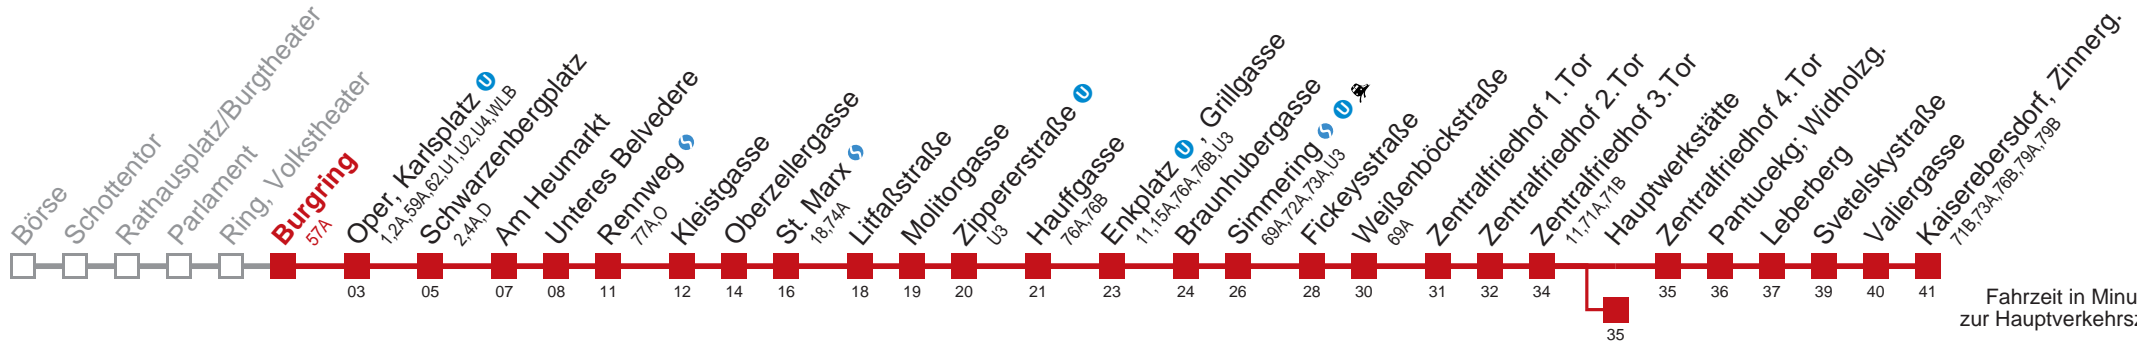 Börse
Schottentor
Rathausplatz/Burgtheater
Parlament
Ring, Volkstheater
Burgring
57A
Oper, Karlsplatz U
1,2A,59A,62,U1,U2,U4,WLB
Schwarzenbergplatz
2,4A,D
Am Heumarkt
Unteres Belvedere
Rennweg
77A,O
Kleistgasse
Oberzellergasse
St. Marx
18,74A
Litfaßstraße
Molitorgasse
Zippererstraße U
U3
Hauffgasse
76A,76B
Enkplatz U, Grillgasse
11,15A,76A,76B,U3
Braunhubergasse
Simmering U
69A,72A,73A,U3
Fickeysstraße
Weißenböckstraße
69A
Zentralfriedhof 1.Tor
Zentralfriedhof 2.Tor
Zentralfriedhof 3.Tor
11,71A,71B
Hauptwerkstätte
Zentralfriedhof 4.Tor
Pantucekg; Widholzg.
Leberberg
Svetelskystraße
Valiergasse
Kaiserebersdorf, Zinnerg.
71B,73A,76B,79A,79B
03 05 07 08 11 12 14 16 18 19 20 21 23 24 26 28 30 31 32 34 35 36 37 39 40 41
35
Fahrzeit in Minu
zur Hauptverkehrsz